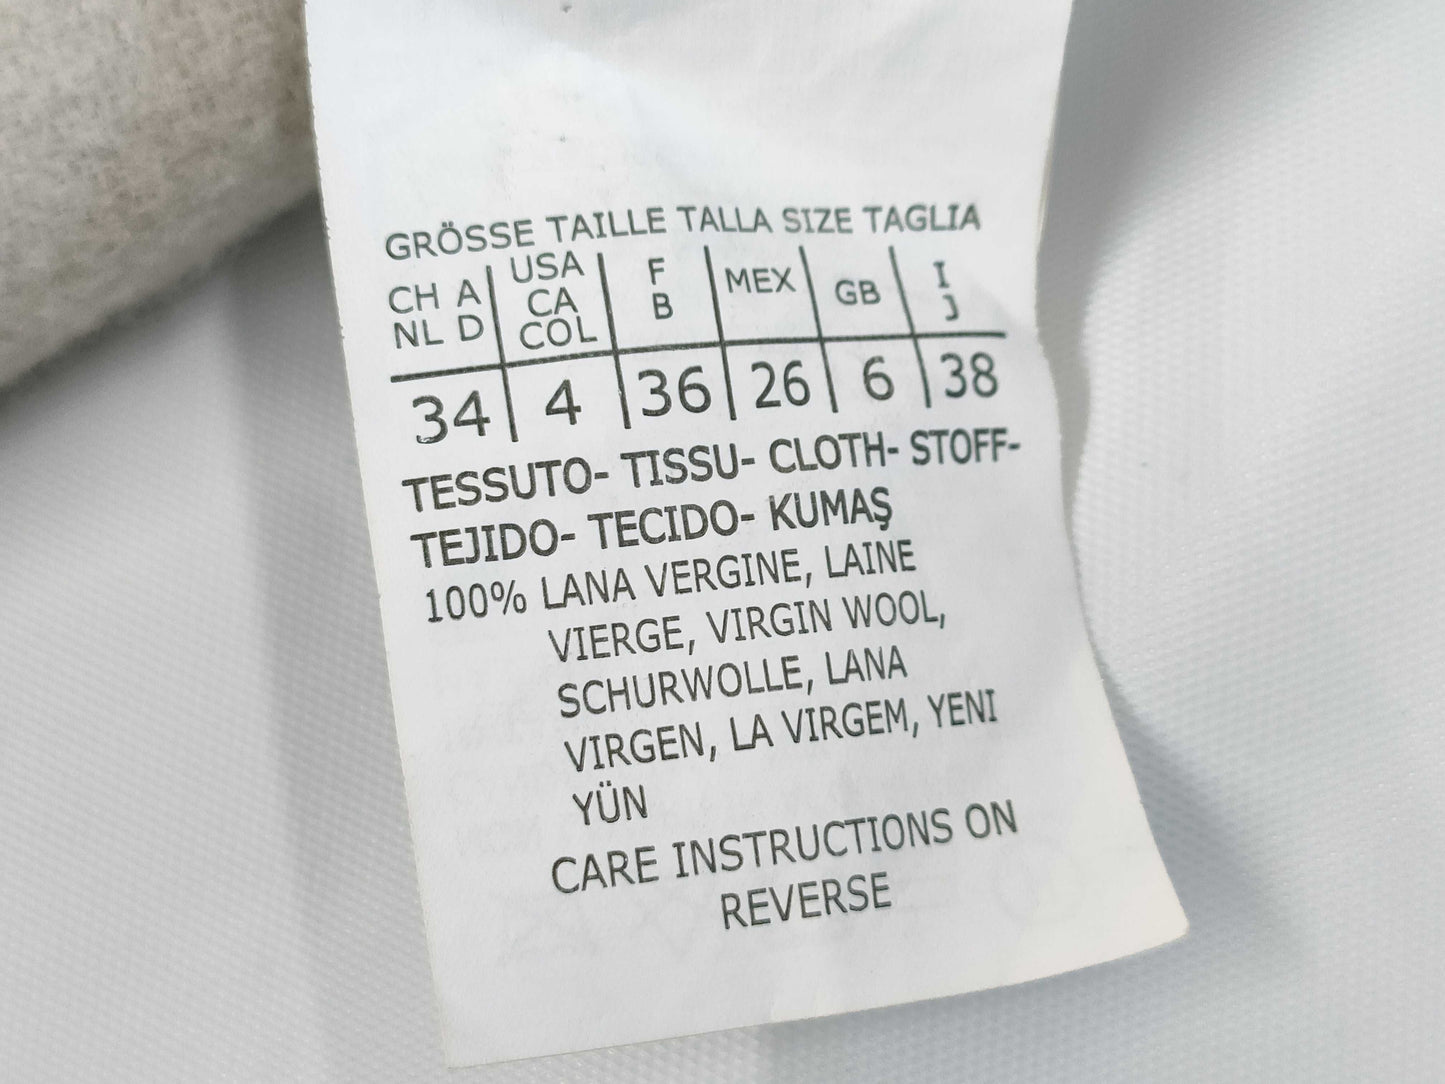 GRÖSSE TAILLE TALLA SIZE TAGLIA
CH A NL D | USA CA COL | F B | MEX | GB | I J
34 | 4 | 36 | 26 | 6 | 38
TESSUTO- TISSU- CLOTH- STOFF-
TEJIDO- TECIDO- KUMAŞ
100% LANA VERGINE, LAINE
VIERGE, VIRGIN WOOL,
SCHURWOLLE, LANA
VIRGEN, LA VIRGEM, YENI
YÜN
CARE INSTRUCTIONS ON
REVERSE